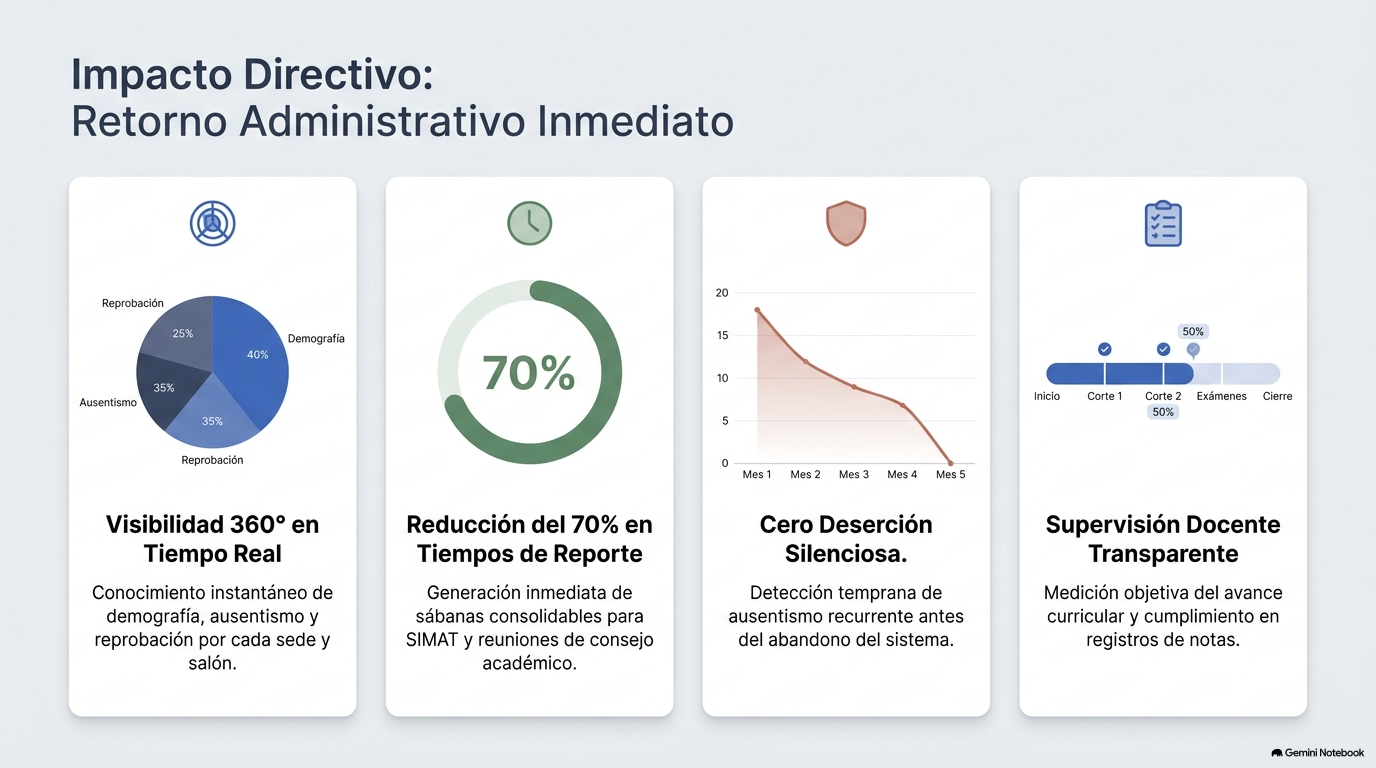 Impacto Directivo:
Retorno Administrativo Inmediato
Reprobación
25%
40%
Demografía
35%
Ausentismo
35%
Reprobación
Visibilidad 360° en
Tiempo Real
Conocimiento instantáneo de
demografía, ausentismo y
reprobación por cada sede y
salón.
70%
Reducción del 70% en
Tiempos de Reporte
Generación inmediata de
sábanas consolidables para
SIMAT y reuniones de consejo
académico.
20
15
10
5
0
Mes 1 Mes 2 Mes 3 Mes 4 Mes 5
Cero Deserción
Silenciosa.
Detección temprana de
ausentismo recurrente antes
del abandono del sistema.
50%
Inicio Corte 1 Corte 2 Exámenes Cierre
50%
Supervisión Docente
Transparente
Medición objetiva del avance
curricular y cumplimiento en
registros de notas.
Gemini Notebook